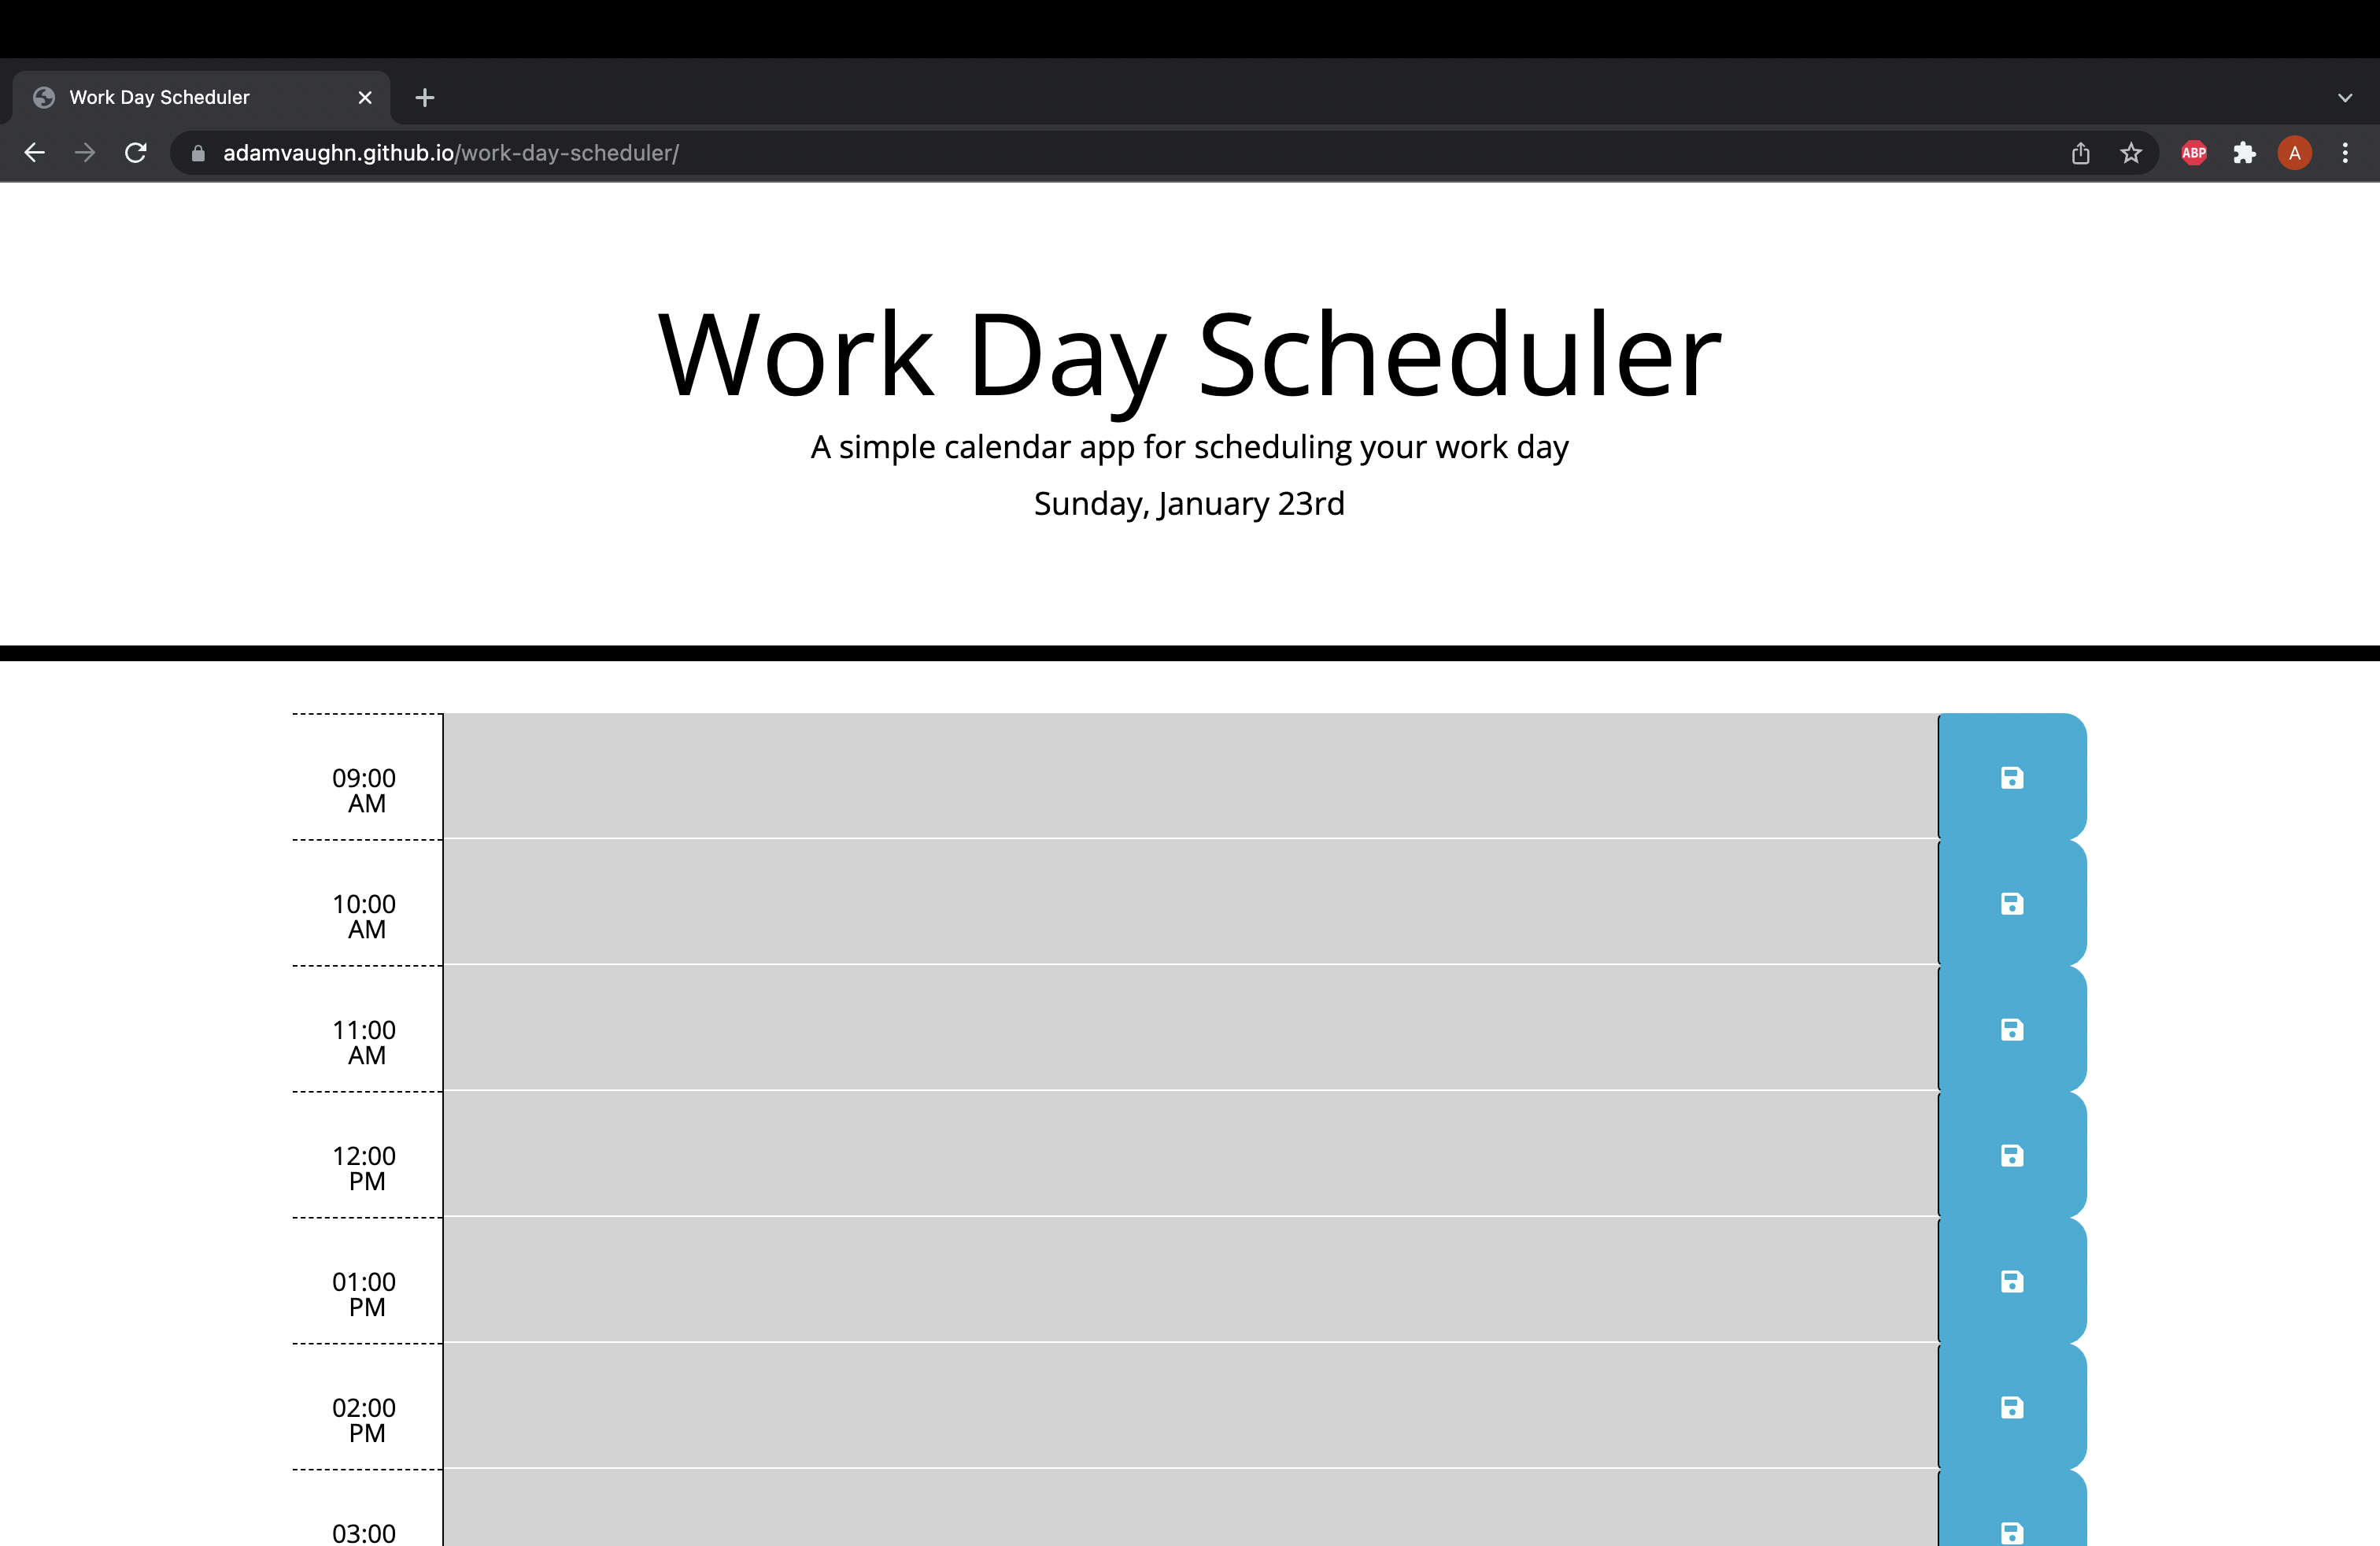 Work Day Scheduler
adamvaughn.github.io/work-day-scheduler/
ABP
A
Work Day Scheduler
A simple calendar app for scheduling your work day
Sunday, January 23rd
09:00
AM
10:00
AM
11:00
AM
12:00
PM
01:00
PM
02:00
PM
03:00